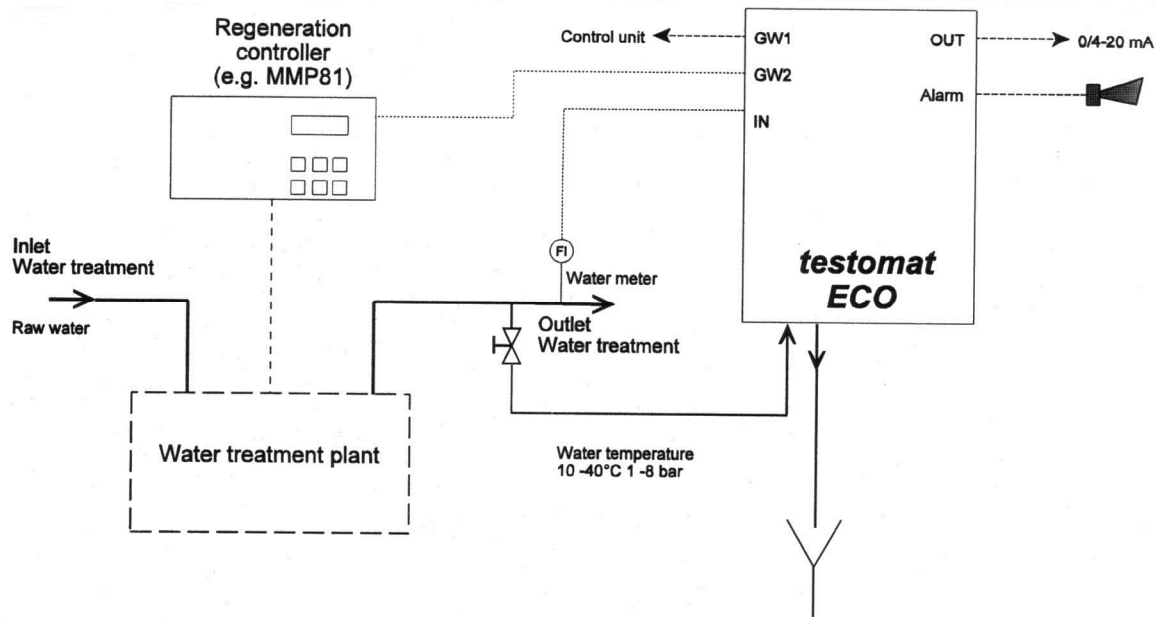 Regeneration
controller
(e.g. MMP81)
Control unit
GW1
OUT
0/4-20 mA
GW2
Alarm
IN
Inlet
Water treatment
Raw water
FI
Water meter
Outlet
Water treatment
testomat
ECO
Water treatment plant
Water temperature
10 -40°C 1 -8 bar